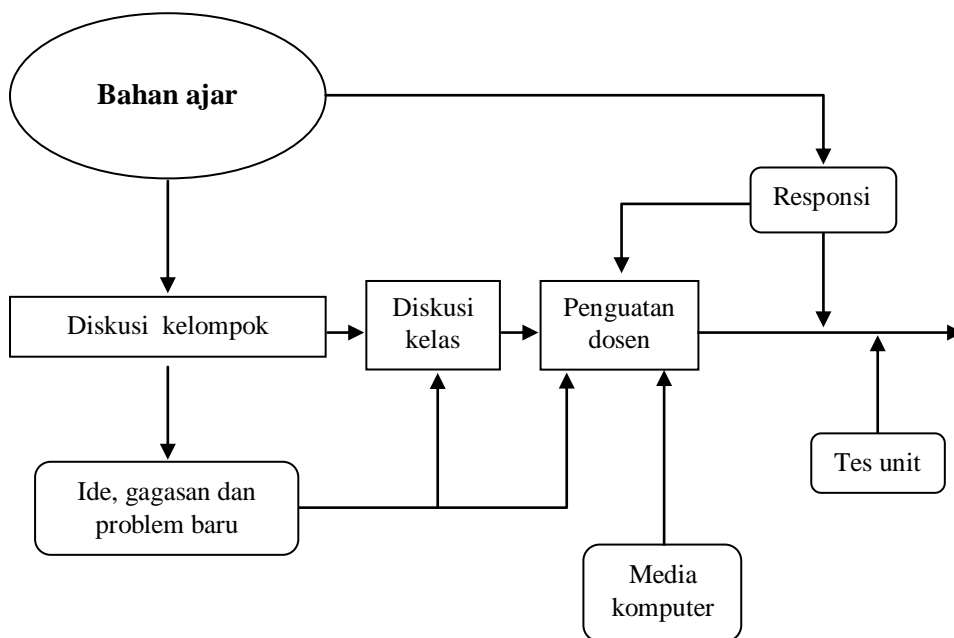 Bahan ajar
Responsi
Diskusi kelompok
Diskusi
kelas
Penguatan
dosen
Tes unit
Ide, gagasan dan
problem baru
Media
komputer